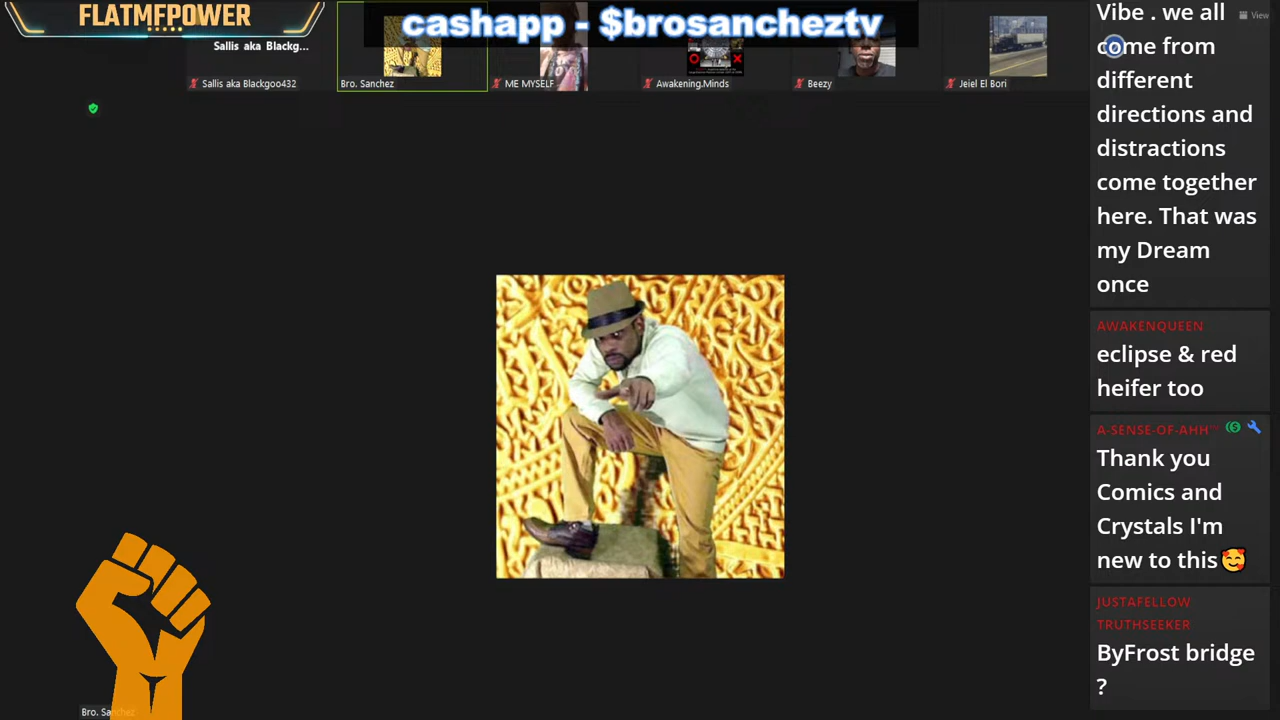 FLATMFPOWER
cashapp - $brosancheztv
Sallis aka Blackg...
Sallis aka Blackgoo432
Bro. Sanchez
ME MYSELF
Awakening.Minds
Beezy
Jeiel El Bori
View
Vibe . we all
come from
different
directions and
distractions
come together
here. That was
my Dream
once
AWAKENQUEEN
eclipse & red
heifer too
A-SENSE-OF-AHH
Thank you
Comics and
Crystals I'm
new to this🥰
JUSTAFELLOW
TRUTHSEEKER
ByFrost bridge
?
Bro. Sanchez